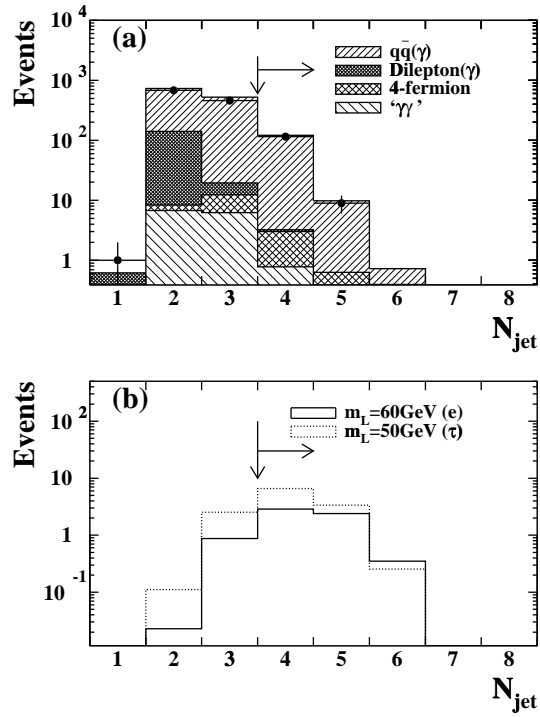 (a)
Events
10^4
10^3
10^2
10
1
qq̄(γ)
Dilepton(γ)
4-fermion
‘γγ’
1 2 3 4 5 6 7 8
N_jet
(b)
Events
10^2
10
1
10^-1
m_L=60GeV (e)
m_L=50GeV (τ)
1 2 3 4 5 6 7 8
N_jet